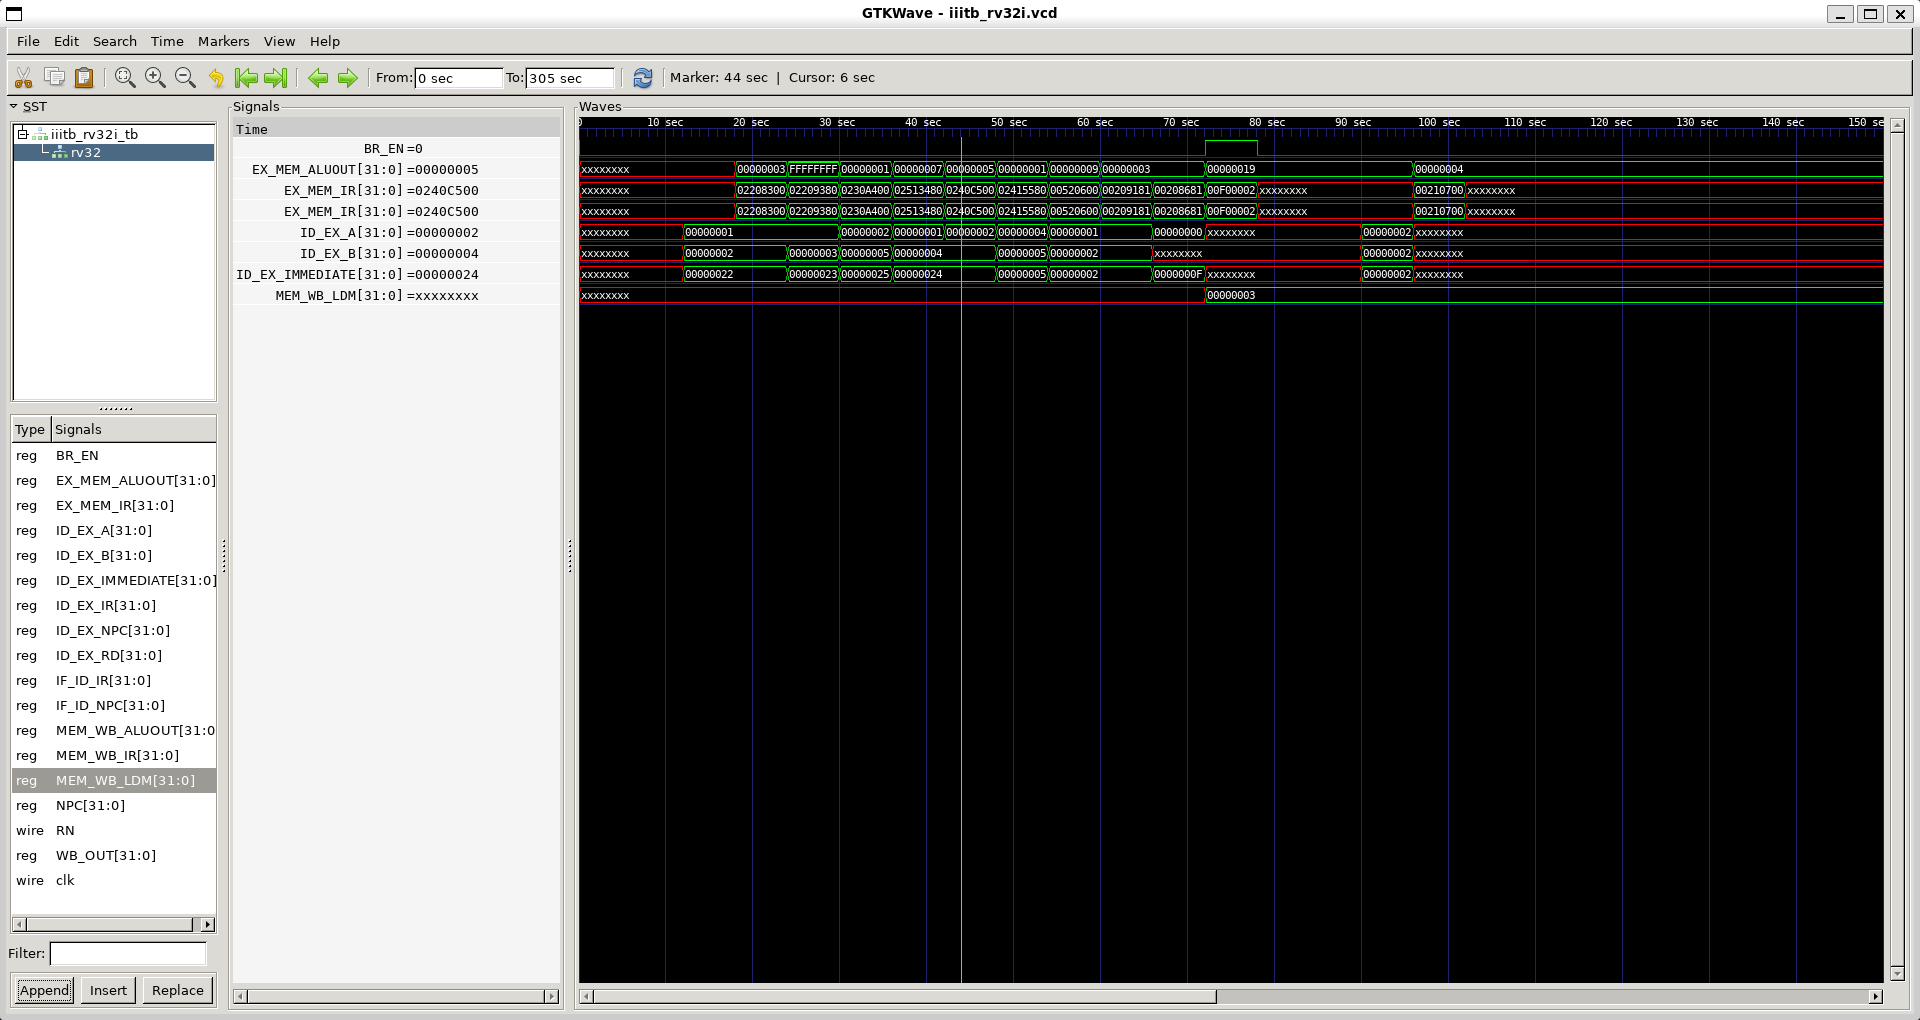 GTKWave - iiitb_rv32i.vcd
File Edit Search Time Markers View Help
From: 0 sec To: 305 sec Marker: 44 sec | Cursor: 6 sec
SST
iiitb_rv32i_tb
rv32
Type Signals
reg BR_EN
reg EX_MEM_ALUOUT[31:0]
reg EX_MEM_IR[31:0]
reg ID_EX_A[31:0]
reg ID_EX_B[31:0]
reg ID_EX_IMMEDIATE[31:0]
reg ID_EX_IR[31:0]
reg ID_EX_NPC[31:0]
reg ID_EX_RD[31:0]
reg IF_ID_IR[31:0]
reg IF_ID_NPC[31:0]
reg MEM_WB_ALUOUT[31:0
reg MEM_WB_IR[31:0]
reg MEM_WB_LDM[31:0]
reg NPC[31:0]
wire RN
reg WB_OUT[31:0]
wire clk
Filter:
Append Insert Replace
Signals
Time
BR_EN =0
EX_MEM_ALUOUT[31:0] =00000005
EX_MEM_IR[31:0] =0240C500
EX_MEM_IR[31:0] =0240C500
ID_EX_A[31:0] =00000002
ID_EX_B[31:0] =00000004
ID_EX_IMMEDIATE[31:0] =00000024
MEM_WB_LDM[31:0] =xxxxxxxx
Waves
0 10 sec 20 sec 30 sec 40 sec 50 sec 60 sec 70 sec 80 sec 90 sec 100 sec 110 sec 120 sec 130 sec 140 sec 150 se
xxxxxxxx 00000003 FFFFFFFF 00000001 00000007 00000005 00000001 00000009 00000003 00000019 00000004
xxxxxxxx 02208300 02209380 0230A400 02513480 0240C500 02415580 00520600 00209181 00208681 00F00002 xxxxxxxx 00210700 xxxxxxxx
xxxxxxxx 02208300 02209380 0230A400 02513480 0240C500 02415580 00520600 00209181 00208681 00F00002 xxxxxxxx 00210700 xxxxxxxx
xxxxxxxx 00000001 00000002 00000001 00000002 00000004 00000001 00000000 xxxxxxxx 00000002 xxxxxxxx
xxxxxxxx 00000002 00000003 00000005 00000004 00000005 00000002 xxxxxxxx 00000002 xxxxxxxx
xxxxxxxx 00000022 00000023 00000025 00000024 00000005 00000002 0000000F xxxxxxxx 00000002 xxxxxxxx
xxxxxxxx 00000003